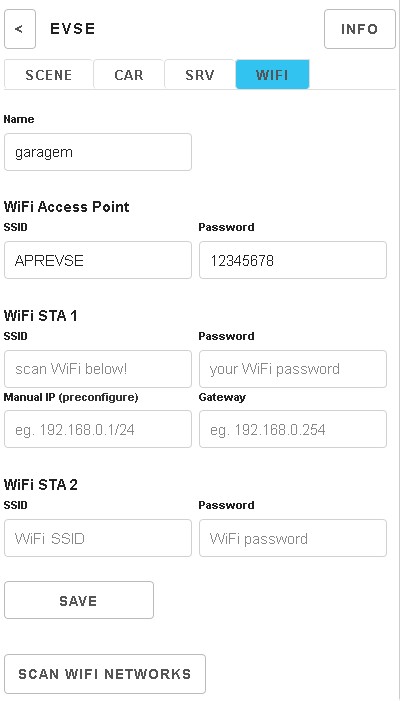 < EVSE INFO
SCENE CAR SRV WIFI
Name
garagem
WiFi Access Point
SSID Password
APREVSE 12345678
WiFi STA 1
SSID Password
scan WiFi below! your WiFi password
Manual IP (preconfigure) Gateway
eg. 192.168.0.1/24 eg. 192.168.0.254
WiFi STA 2
SSID Password
WiFi SSID WiFi password
SAVE
SCAN WIFI NETWORKS